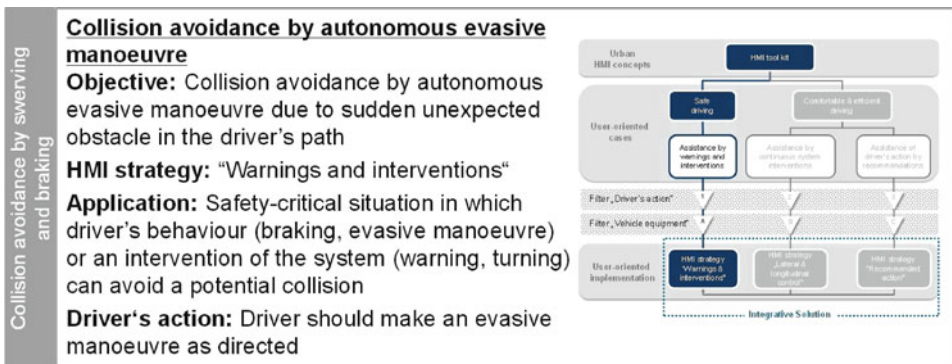 Collision avoidance by swerving
and braking
Collision avoidance by autonomous evasive
manoeuvre
Objective: Collision avoidance by autonomous
evasive manoeuvre due to sudden unexpected
obstacle in the driver's path
HMI strategy: "Warnings and interventions"
Application: Safety-critical situation in which
driver's behaviour (braking, evasive manoeuvre)
or an intervention of the system (warning, turning)
can avoid a potential collision
Driver's action: Driver should make an evasive
manoeuvre as directed
Urban
HMI concepts
HMI tool kit
User-oriented
cases
Safe
driving
Comfortable & efficient
driving
Assistance by
warnings and
interventions
Assistance by
continuous system
interventions
Assistance of
driver's action by
recommendations
Filter „Driver's action"
Filter „Vehicle equipment"
User-oriented
implementation
HMI strategy
"Warnings &
interventions"
HMI strategy
„Lateral &
longitudinal
control"
HMI strategy
"Recommended
action"
Integrative Solution